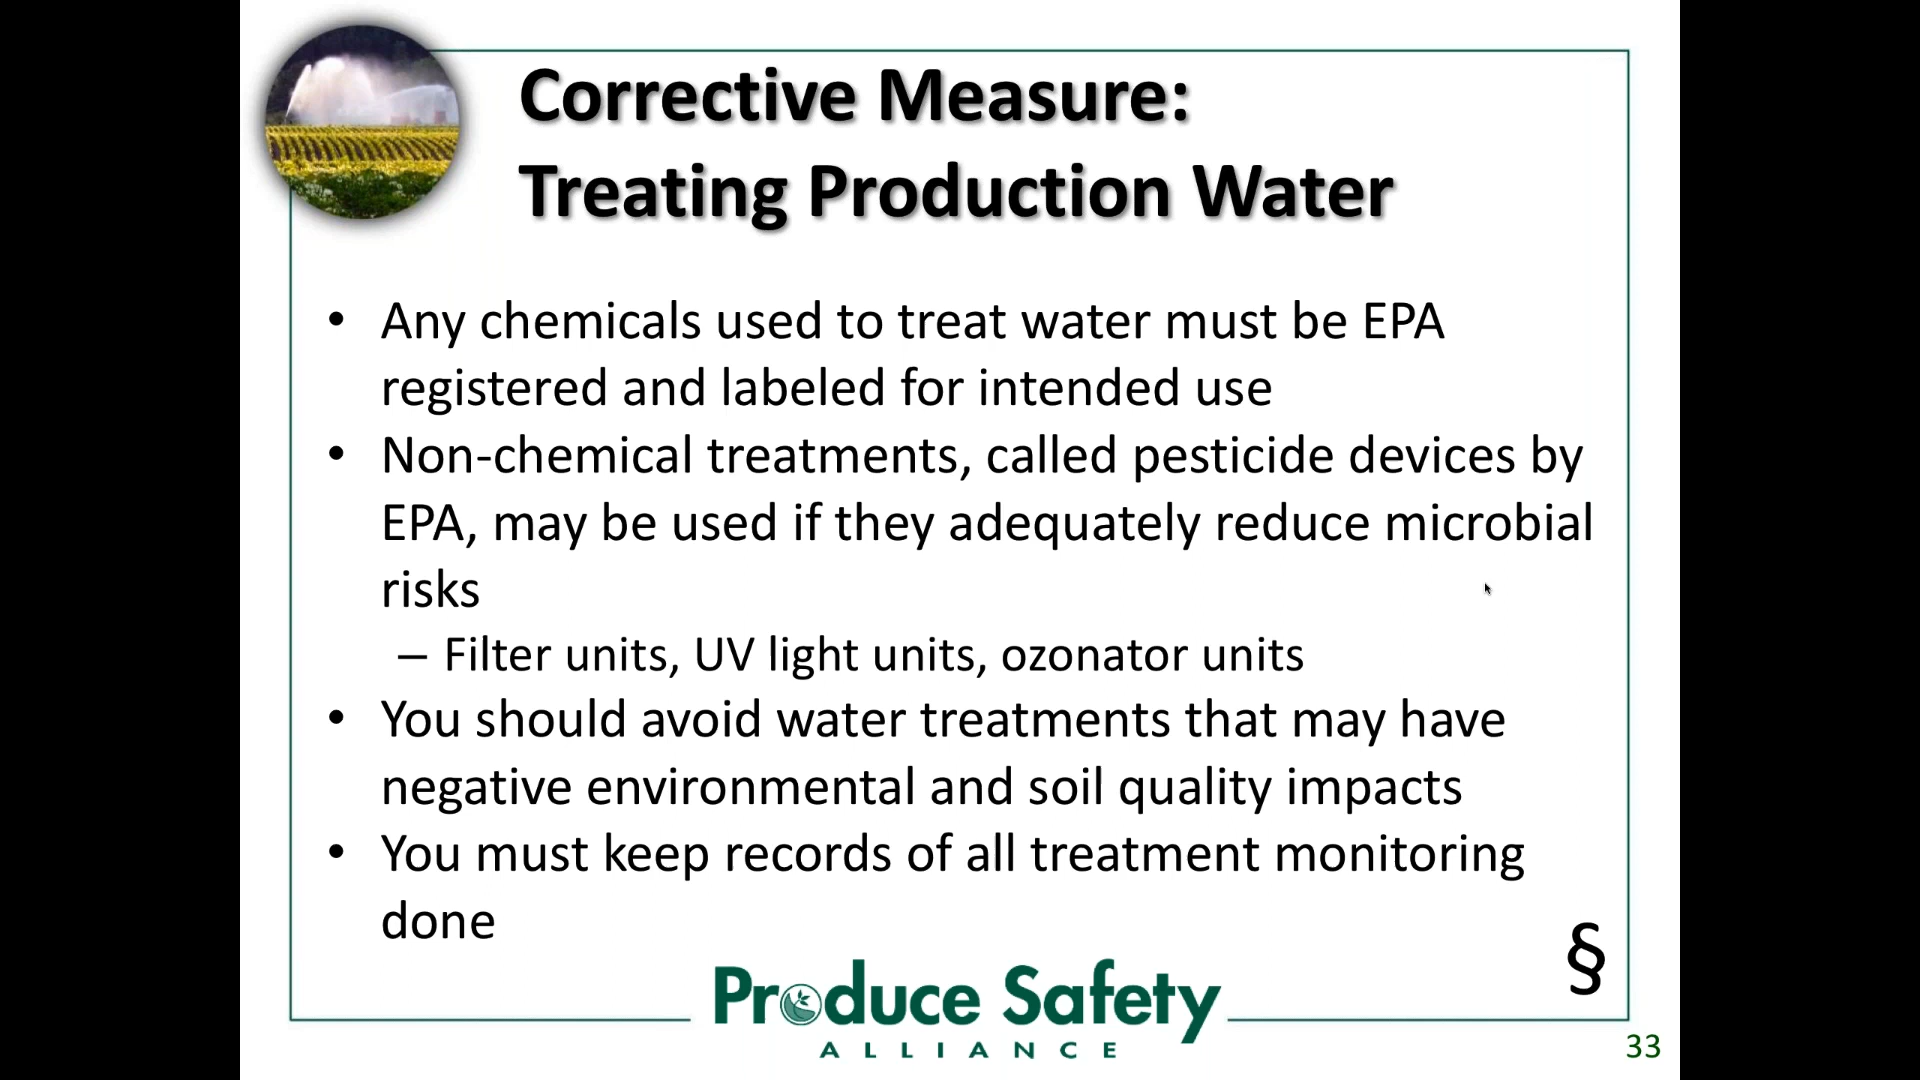 Corrective Measure:
Treating Production Water
• Any chemicals used to treat water must be EPA
registered and labeled for intended use
• Non-chemical treatments, called pesticide devices by
EPA, may be used if they adequately reduce microbial
risks
– Filter units, UV light units, ozonator units
• You should avoid water treatments that may have
negative environmental and soil quality impacts
• You must keep records of all treatment monitoring
done
§
Produce Safety
ALLIANCE
33